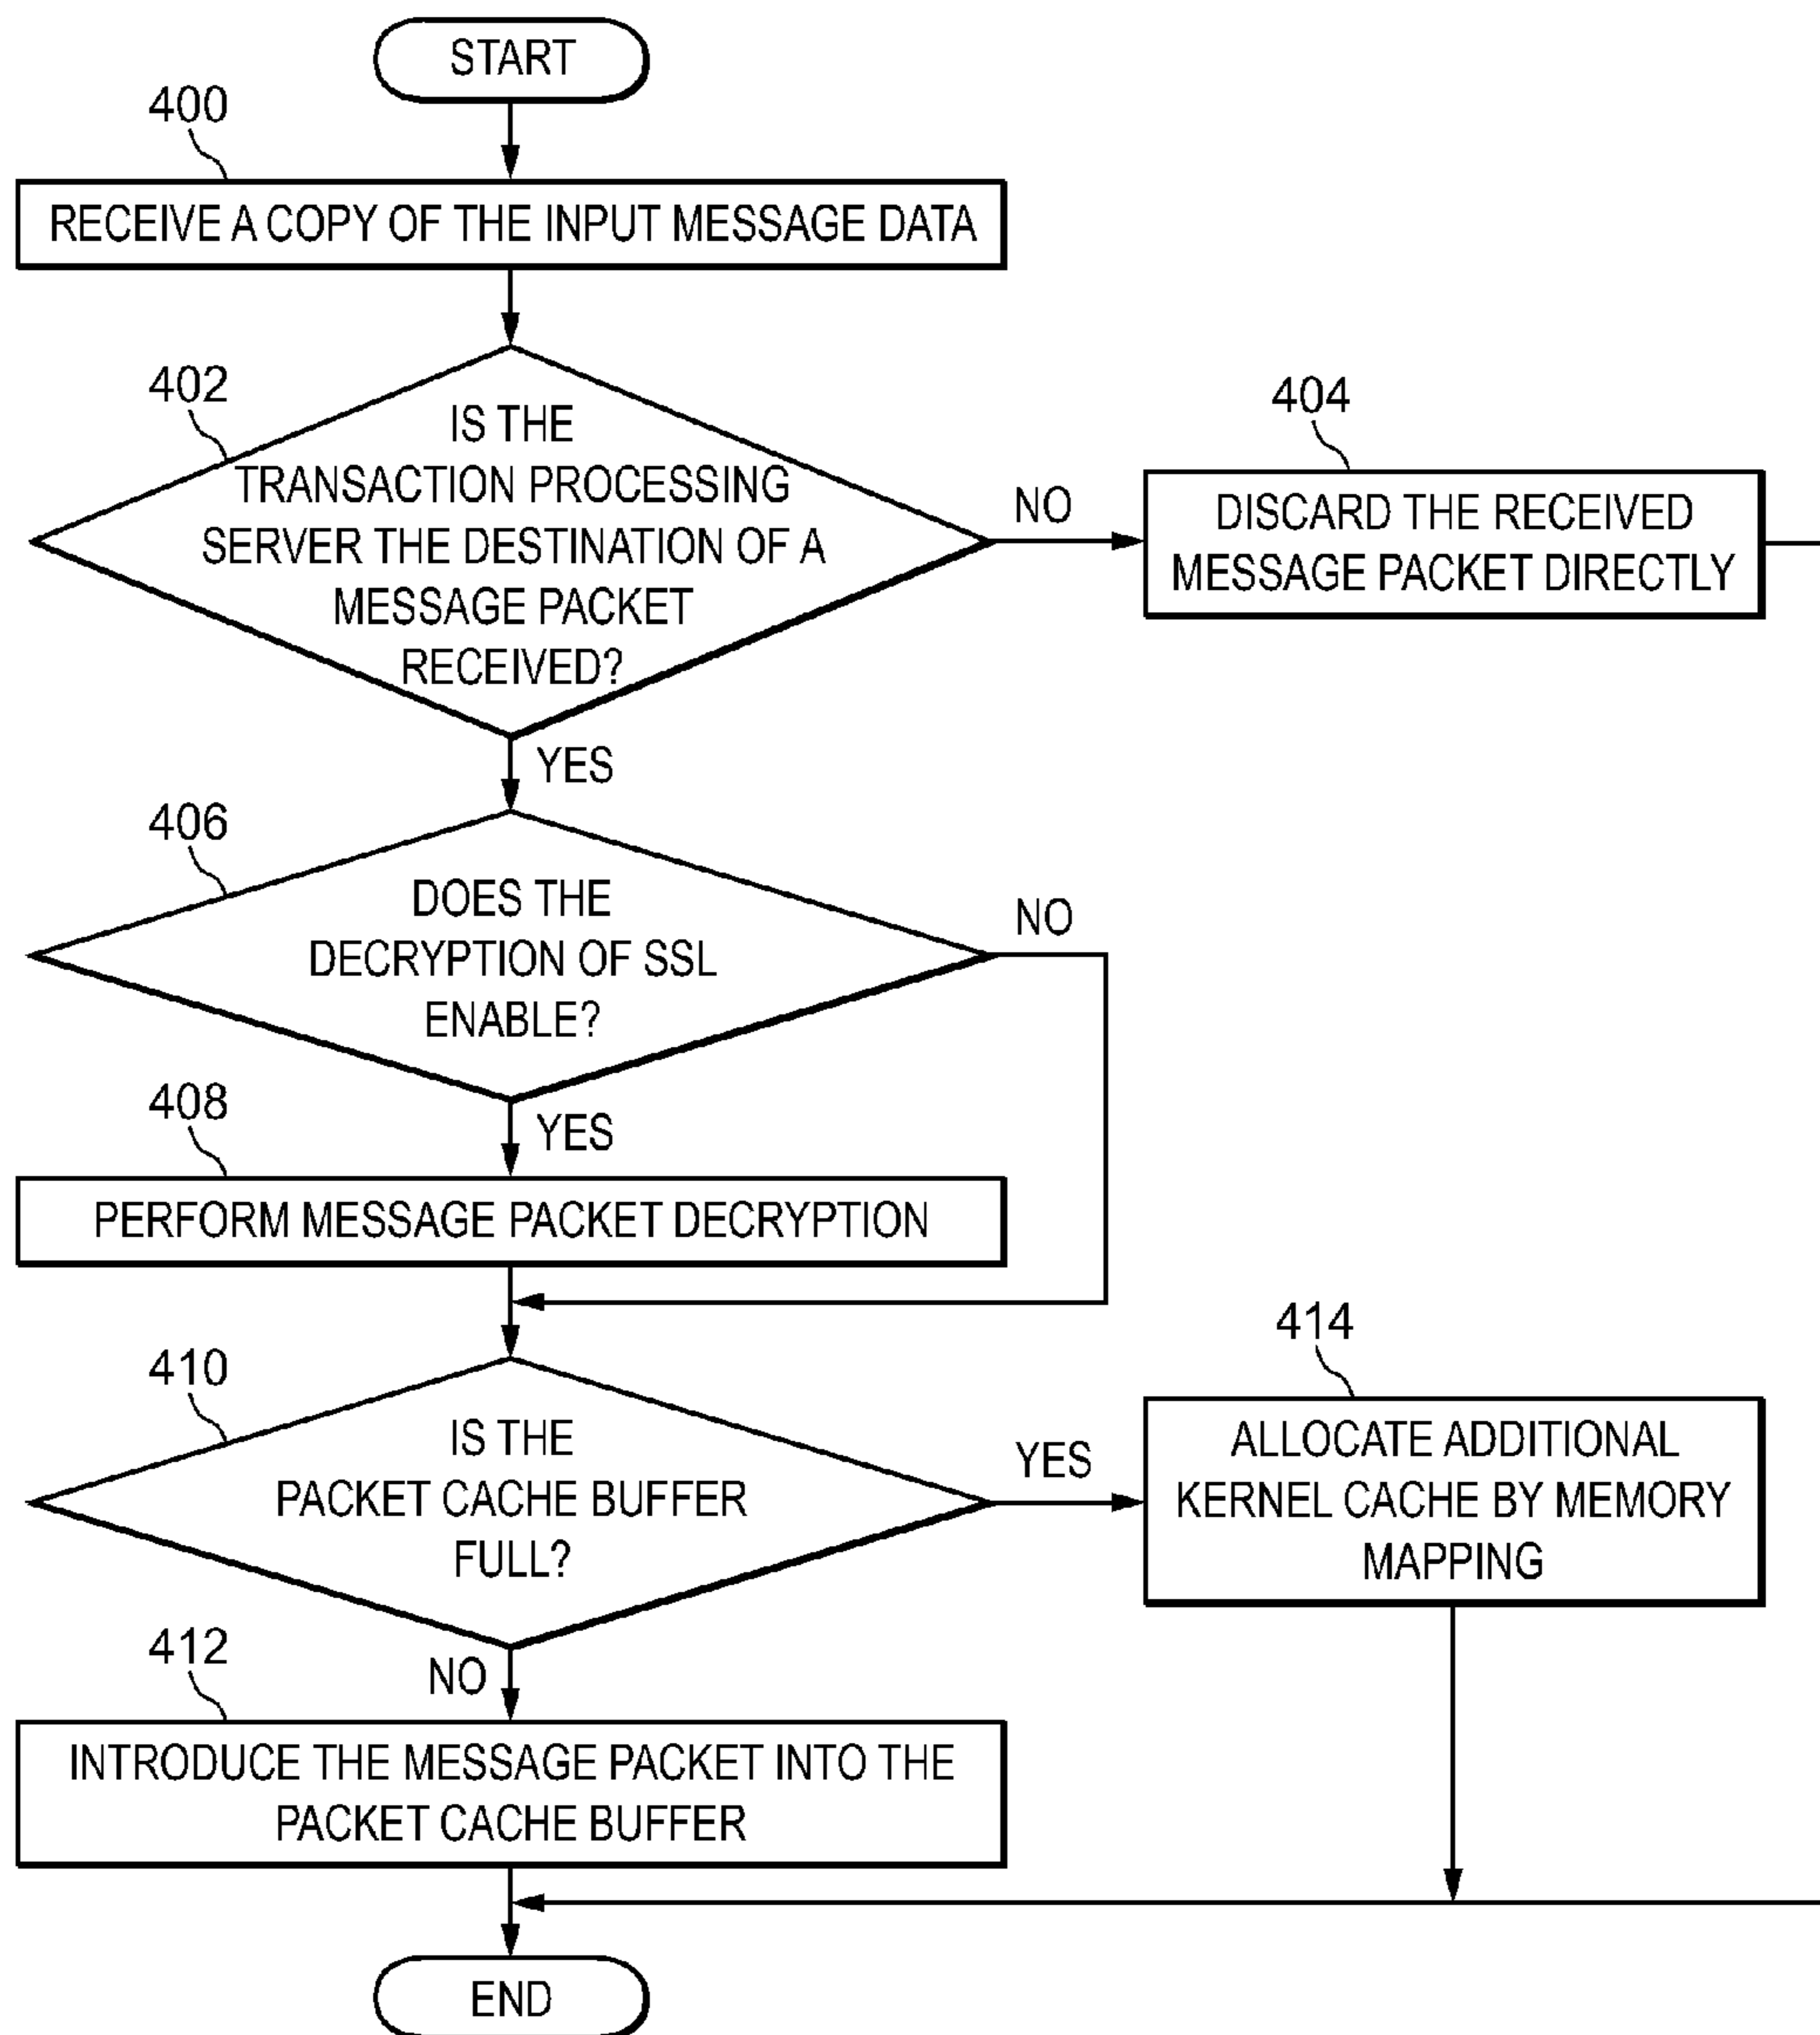 START
400
RECEIVE A COPY OF THE INPUT MESSAGE DATA
402
IS THE
TRANSACTION PROCESSING
SERVER THE DESTINATION OF A
MESSAGE PACKET
RECEIVED?
NO
404
DISCARD THE RECEIVED
MESSAGE PACKET DIRECTLY
YES
406
DOES THE
DECRYPTION OF SSL
ENABLE?
NO
YES
408
PERFORM MESSAGE PACKET DECRYPTION
410
IS THE
PACKET CACHE BUFFER
FULL?
YES
414
ALLOCATE ADDITIONAL
KERNEL CACHE BY MEMORY
MAPPING
NO
412
INTRODUCE THE MESSAGE PACKET INTO THE
PACKET CACHE BUFFER
END